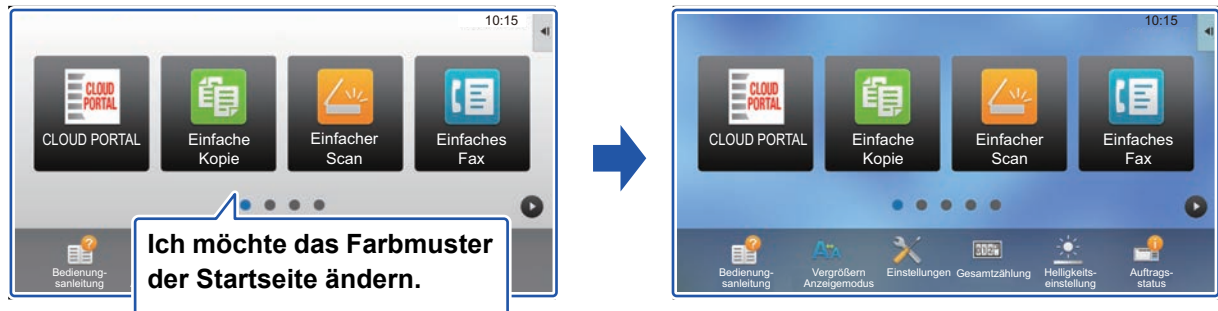 10:15
CLOUD
PORTAL
CLOUD PORTAL
Einfache
Kopie
Einfacher
Scan
Einfaches
Fax
Ich möchte das Farbmuster
der Startseite ändern.
Bedienung-
sanleitung
10:15
CLOUD
PORTAL
CLOUD PORTAL
Einfache
Kopie
Einfacher
Scan
Einfaches
Fax
Bedienung-
sanleitung
Vergrößern
Anzeigemodus
Einstellungen
Gesamtzählung
Helligkeits-
einstellung
Auftrags-
status